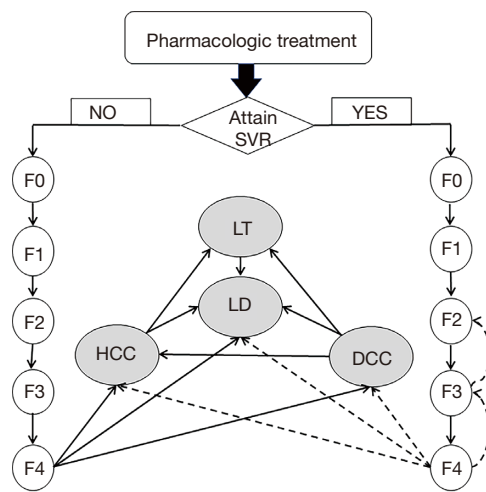 Pharmacologic treatment
NO
Attain
SVR
YES
F0
F0
F1
F1
LT
F2
LD
F2
HCC
DCC
F3
F3
F4
F4